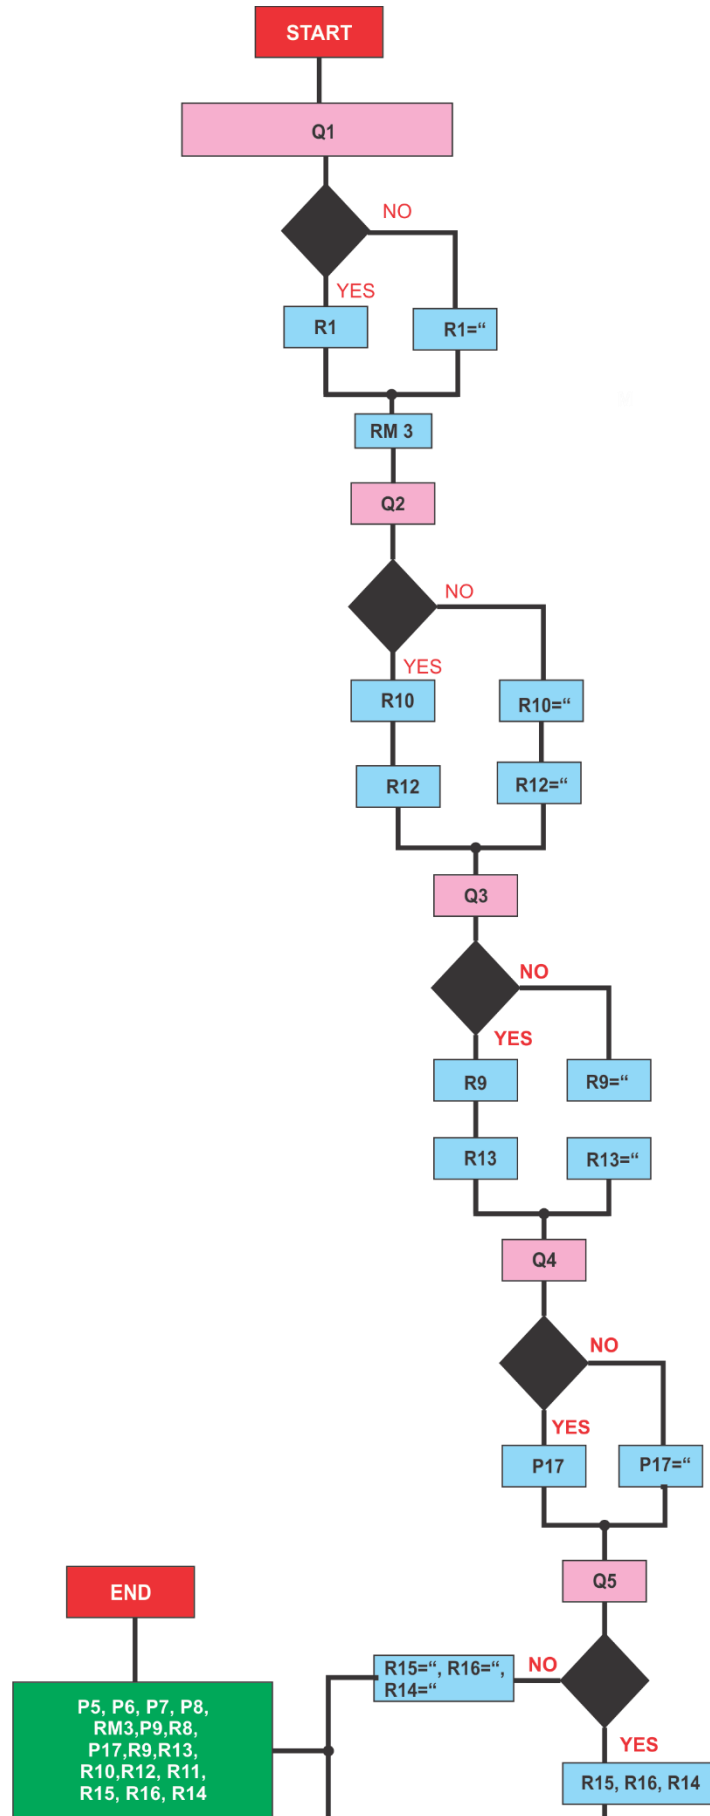 START
Q1
NO
YES
R1
R1=“
RM 3
Q2
NO
YES
R10
R10=“
R12
R12=“
Q3
NO
YES
R9
R9=“
R13
R13=“
Q4
NO
YES
P17
P17=“
Q5
END
NO
R15=“, R16=“,
R14=“
P5, P6, P7, P8,
RM3,P9,R8,
P17,R9,R13,
R10,R12, R11,
R15, R16, R14
YES
R15, R16, R14